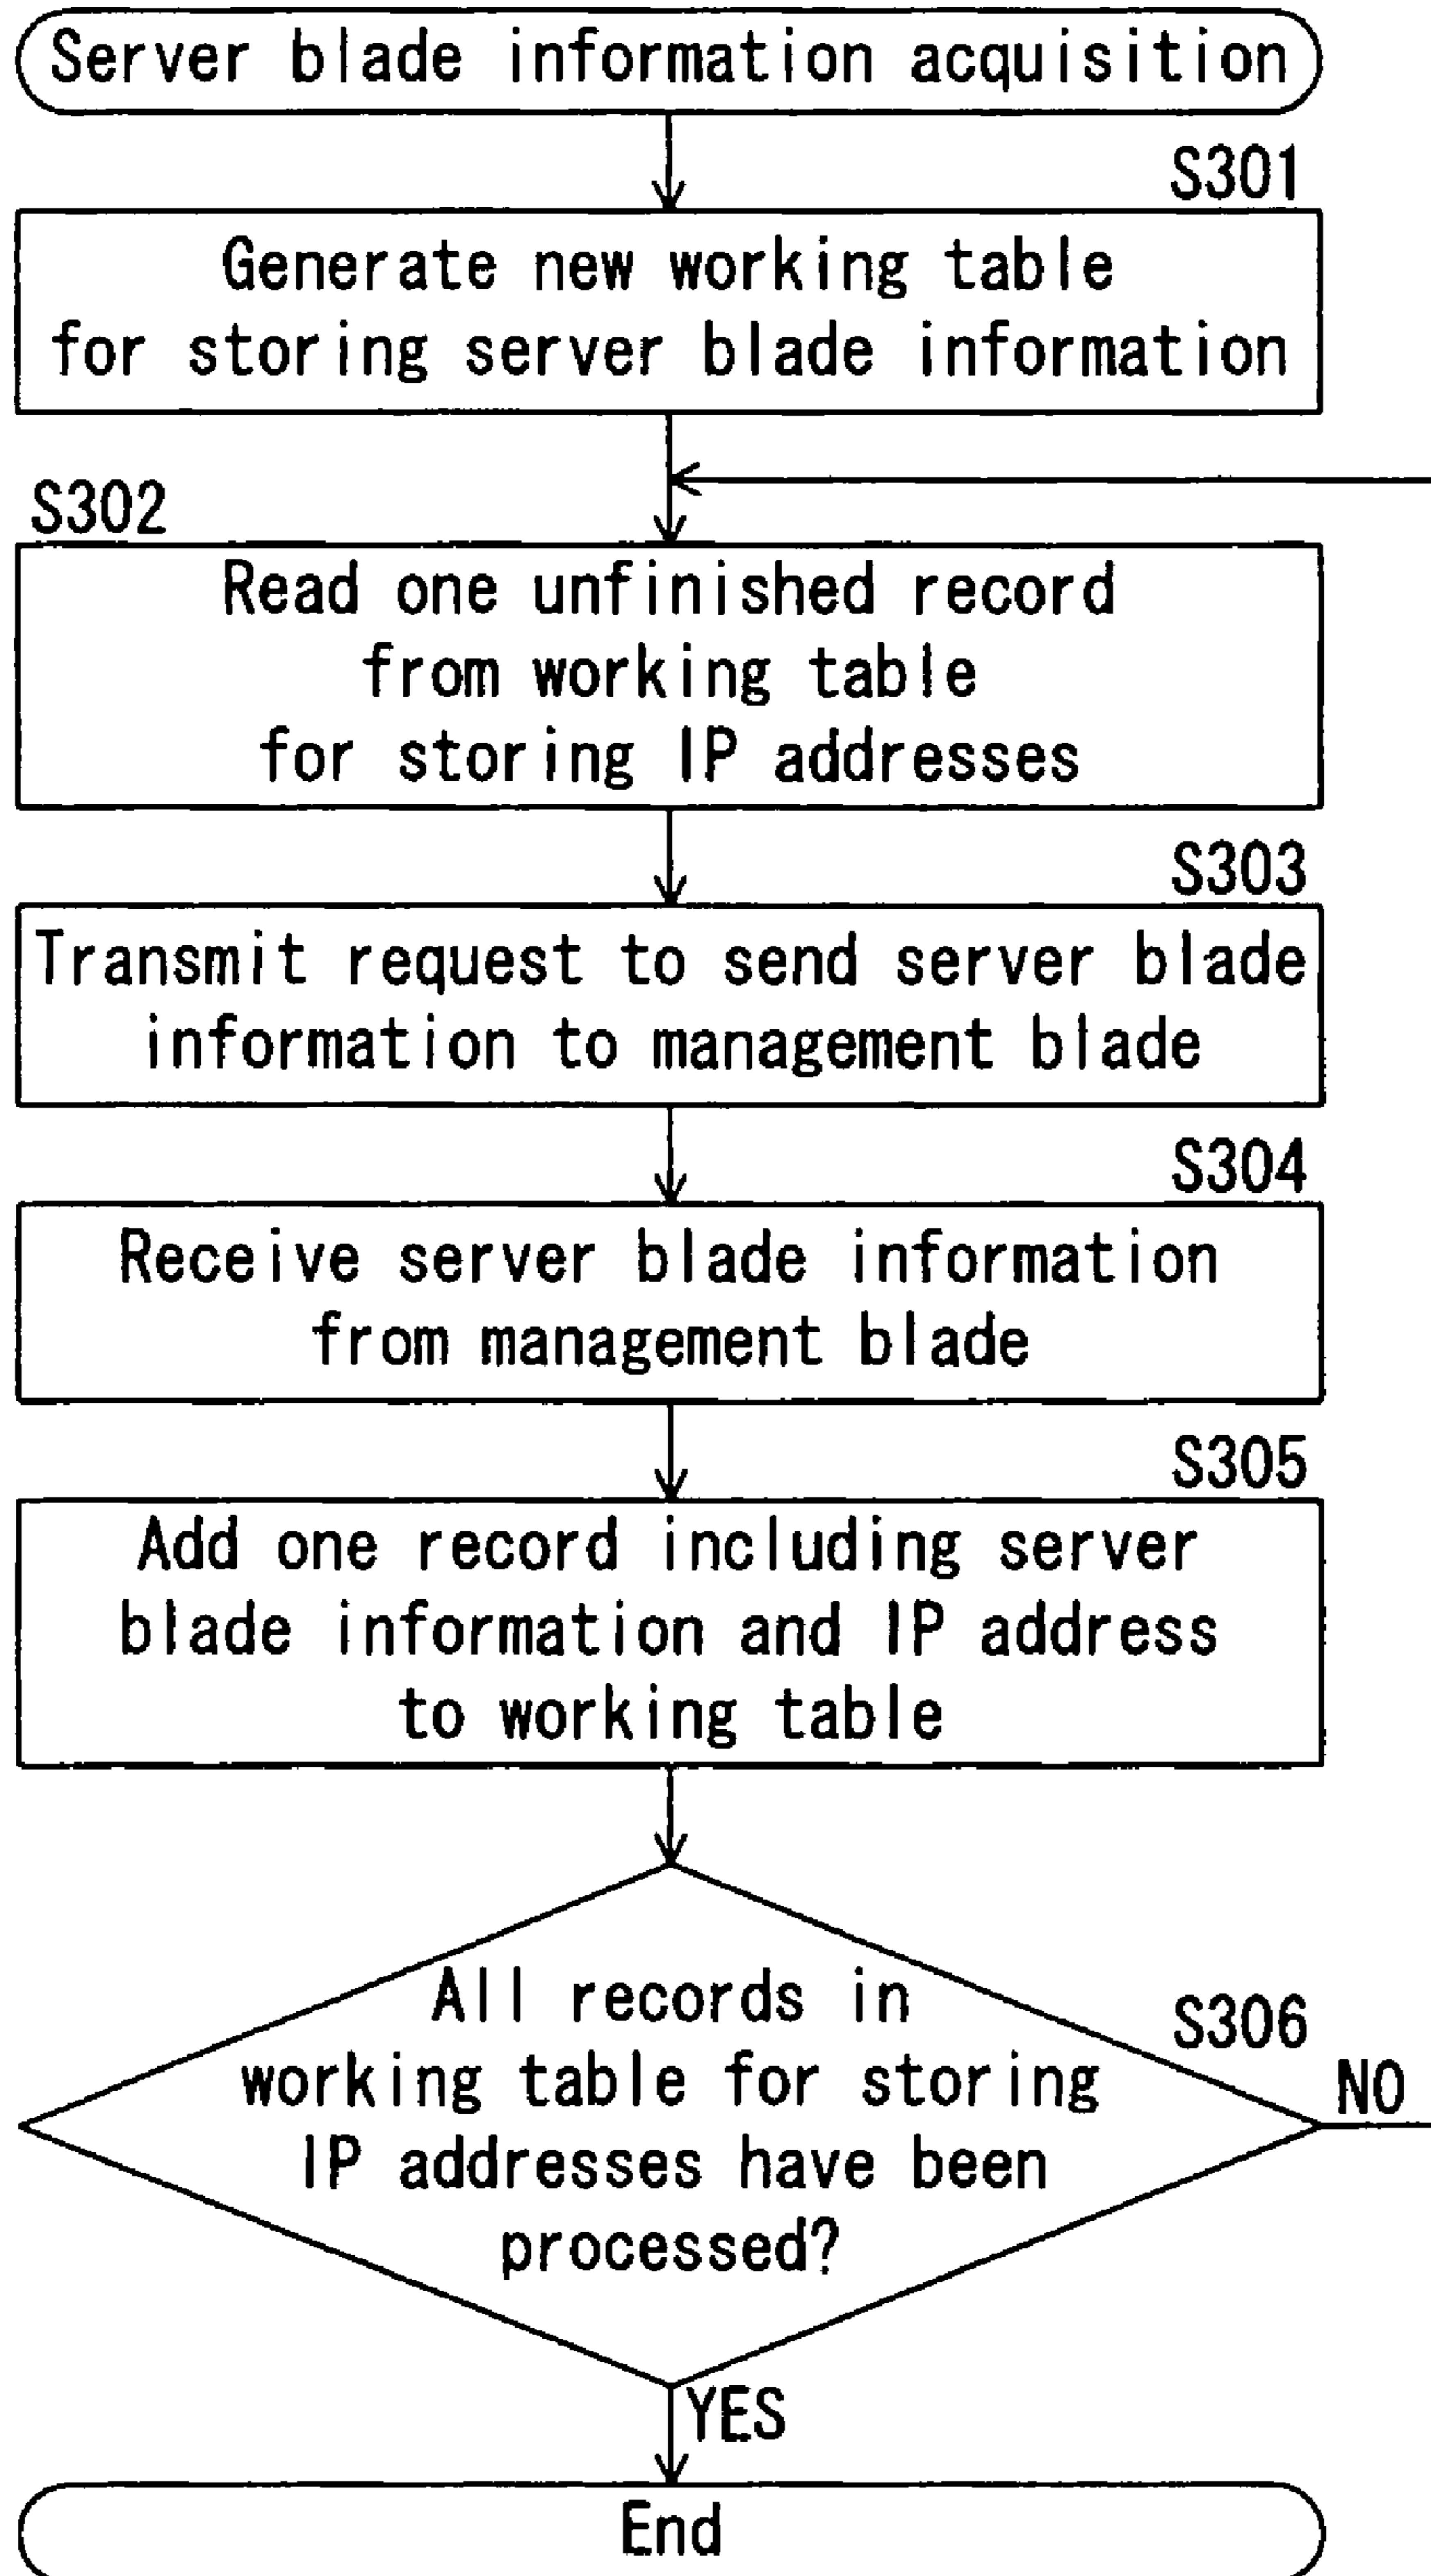 Server blade information acquisition
S301
Generate new working table
for storing server blade information
S302
Read one unfinished record
from working table
for storing IP addresses
S303
Transmit request to send server blade
information to management blade
S304
Receive server blade information
from management blade
S305
Add one record including server
blade information and IP address
to working table
S306
All records in
working table for storing
IP addresses have been
processed?
NO
YES
End